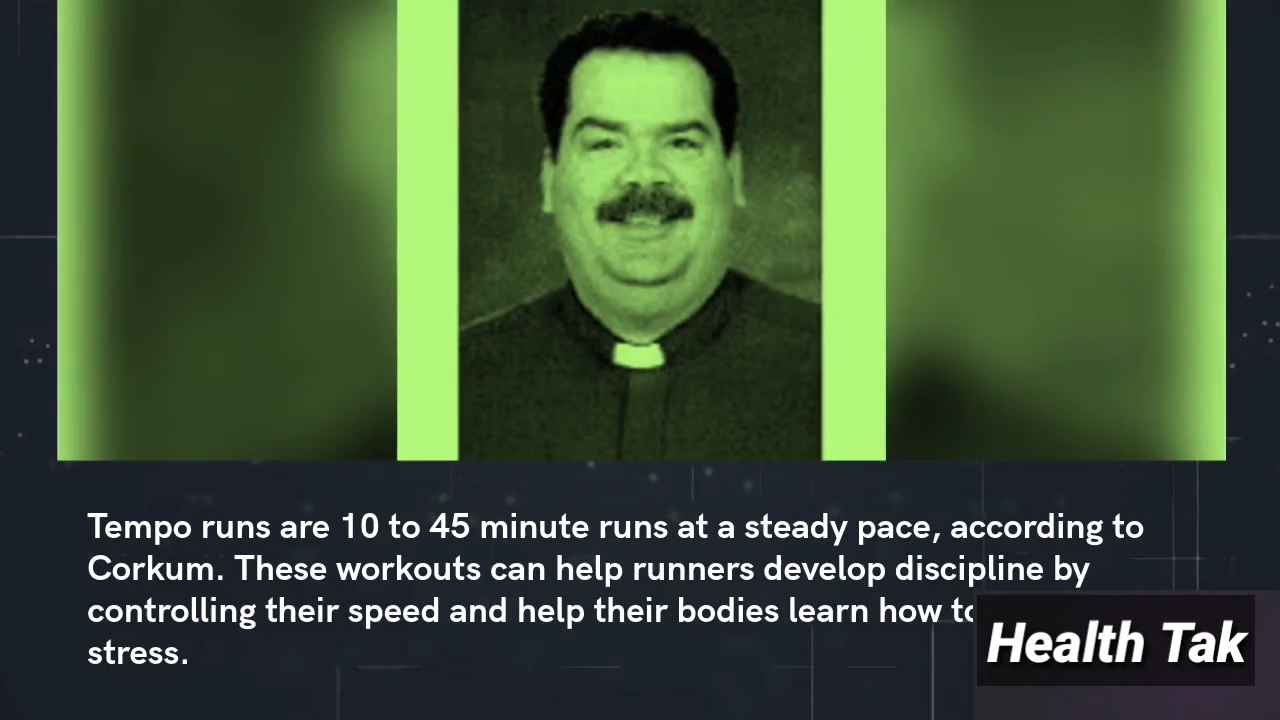 Tempo runs are 10 to 45 minute runs at a steady pace, according to
Corkum. These workouts can help runners develop discipline by
controlling their speed and help their bodies learn how to
stress.
Health Tak